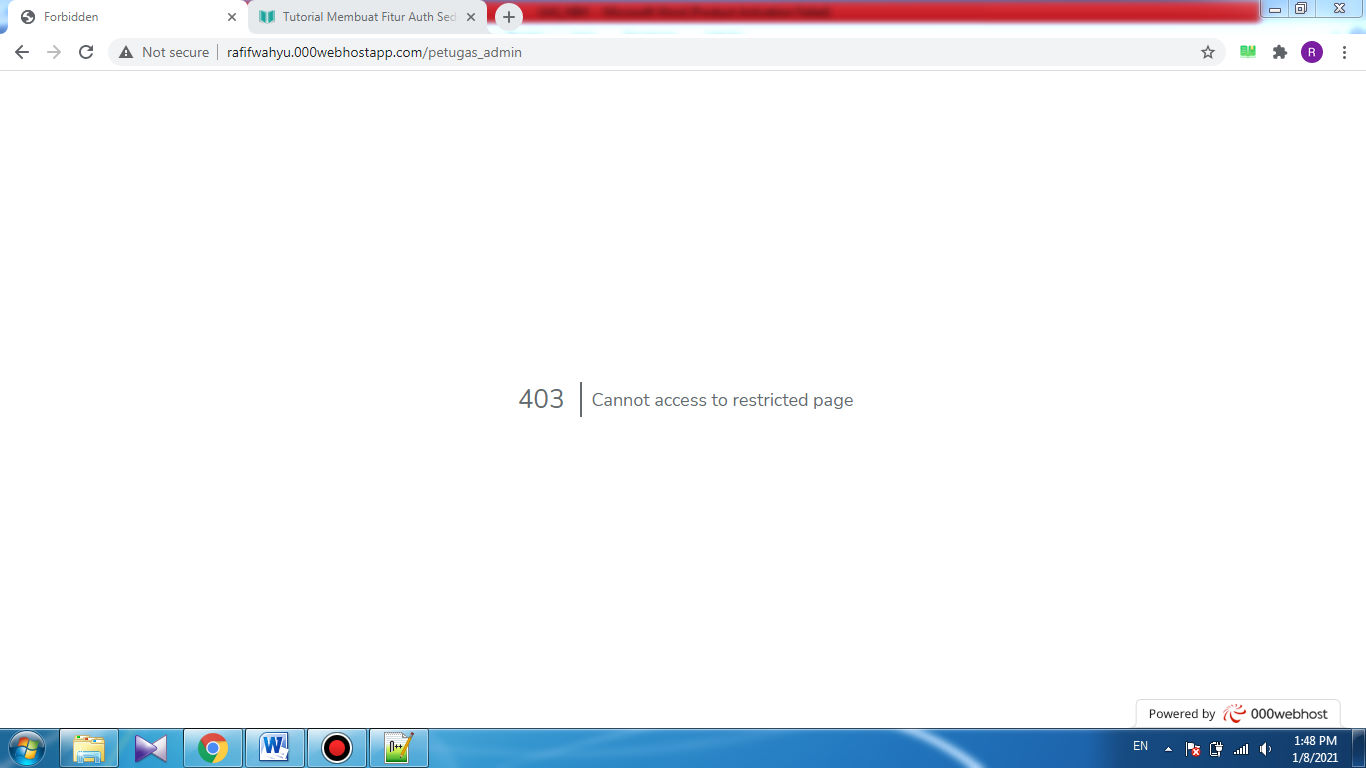 Forbidden
Tutorial Membuat Fitur Auth Sed
Not secure
rafifwahyu.000webhostapp.com/petugas_admin
R
403
Cannot access to restricted page
Powered by 000webhost
EN
1:48 PM
1/8/2021